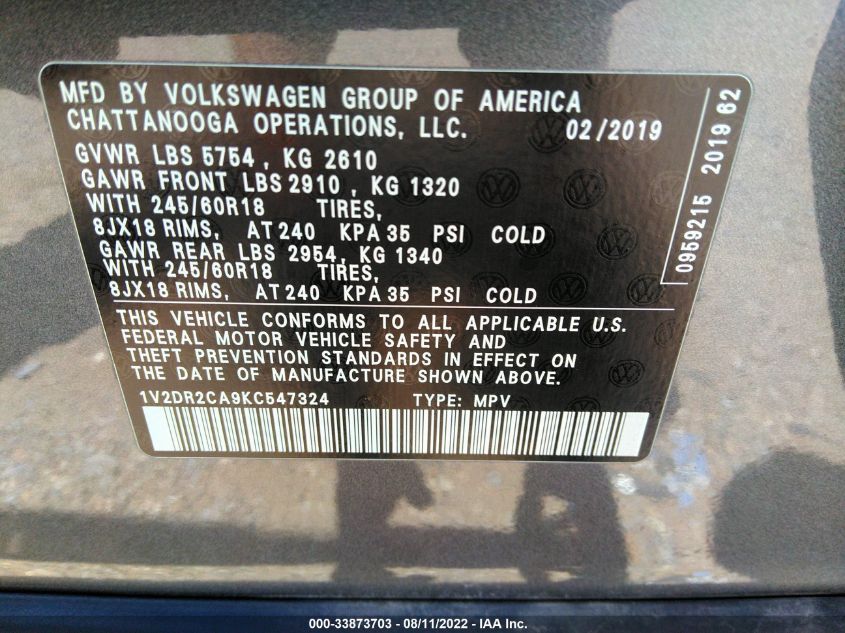 MFD BY VOLKSWAGEN GROUP OF AMERICA
CHATTANOOGA OPERATIONS, LLC. 02/2019
GVWR LBS 5754 , KG 2610
GAWR FRONT LBS 2910 , KG 1320
WITH 245/60R18 TIRES,
8JX18 RIMS, AT 240 KPA 35 PSI COLD
GAWR REAR LBS 2954, KG 1340
WITH 245/60R18 TIRES,
8JX18 RIMS, AT 240 KPA 35 PSI COLD
THIS VEHICLE CONFORMS TO ALL APPLICABLE U.S.
FEDERAL MOTOR VEHICLE SAFETY AND
THEFT PREVENTION STANDARDS IN EFFECT ON
THE DATE OF MANUFACTURE SHOWN ABOVE.
1V2DR2CA9KC547324 TYPE: MPV
0959215 2019 62
000-33873703 - 08/11/2022 - IAA Inc.